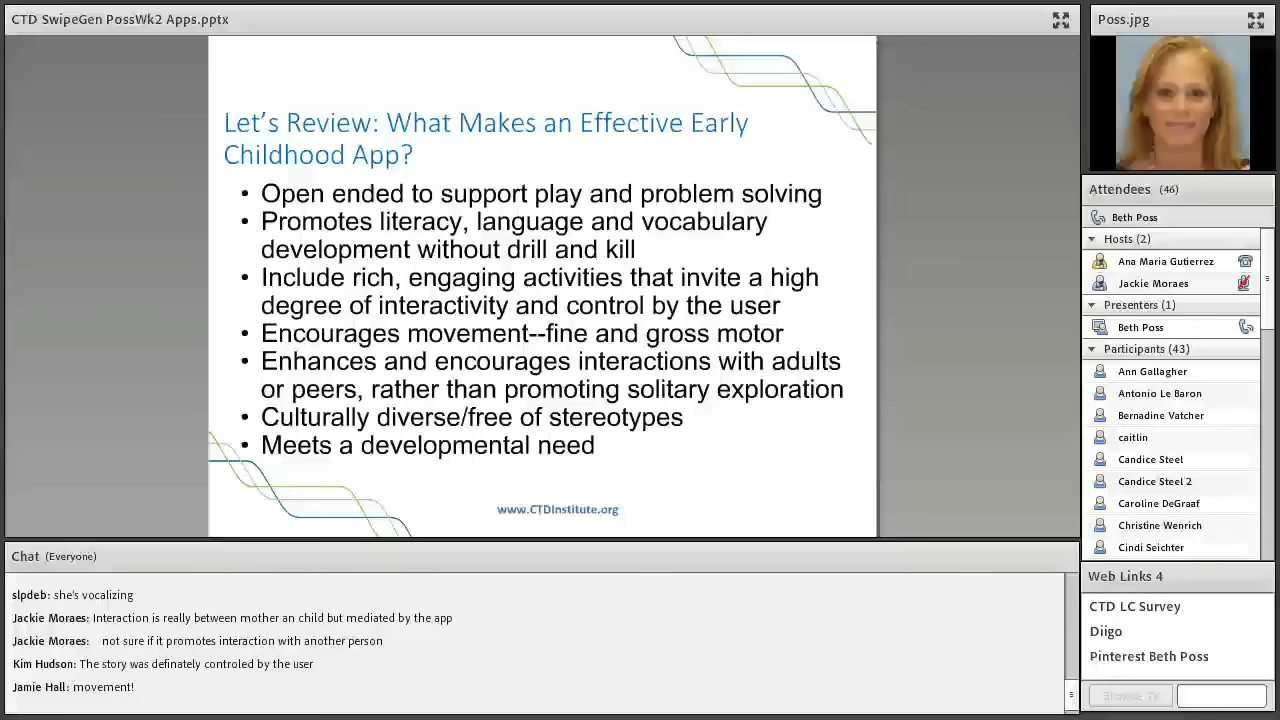 CTD SwipeGen PossWk2 Apps.pptx
Let's Review: What Makes an Effective Early
Childhood App?
• Open ended to support play and problem solving
• Promotes literacy, language and vocabulary
development without drill and kill
• Include rich, engaging activities that invite a high
degree of interactivity and control by the user
• Encourages movement--fine and gross motor
• Enhances and encourages interactions with adults
or peers, rather than promoting solitary exploration
• Culturally diverse/free of stereotypes
• Meets a developmental need
www.CTDInstitute.org
Chat (Everyone)
slpdeb: she's vocalizing
Jackie Moraes: Interaction is really between mother an child but mediated by the app
Jackie Moraes: not sure if it promotes interaction with another person
Kim Hudson: The story was definately controled by the user
Jamie Hall: movement!
Poss.jpg
Attendees (46)
Beth Poss
Hosts (2)
Ana Maria Gutierrez
Jackie Moraes
Presenters (1)
Beth Poss
Participants (43)
Ann Gallagher
Antonio Le Baron
Bernadine Vatcher
caitlin
Candice Steel
Candice Steel 2
Caroline DeGraaf
Christine Wenrich
Cindi Seichter
Web Links 4
CTD LC Survey
Diigo
Pinterest Beth Poss
Browse To